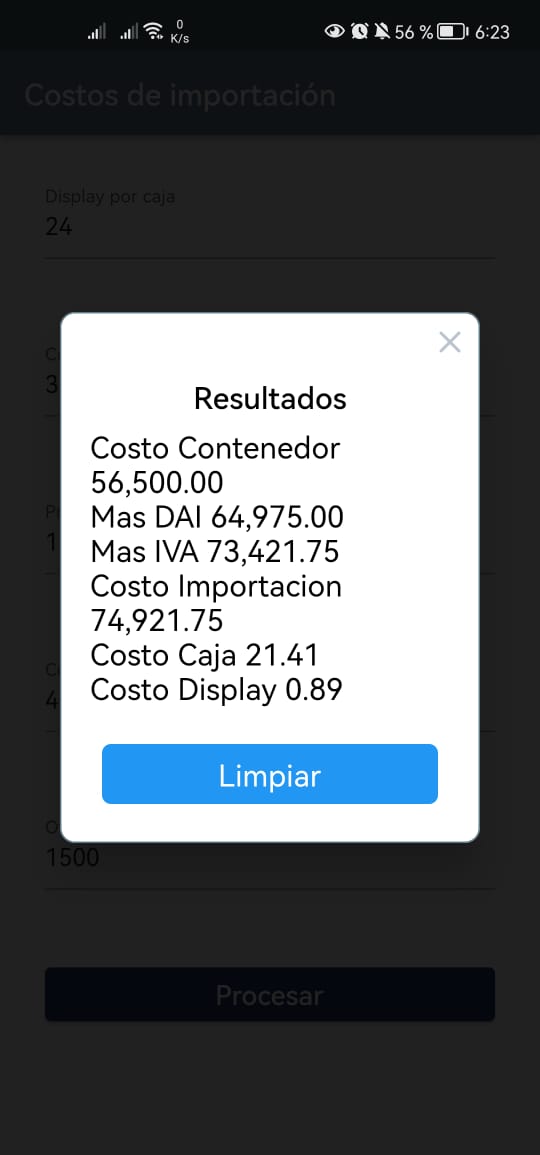 0
K/s
56 % 6:23
Costos de importación
Display por caja
24
3
1
4
1500
Resultados
Costo Contenedor
56,500.00
Mas DAI 64,975.00
Mas IVA 73,421.75
Costo Importacion
74,921.75
Costo Caja 21.41
Costo Display 0.89
Limpiar
Procesar